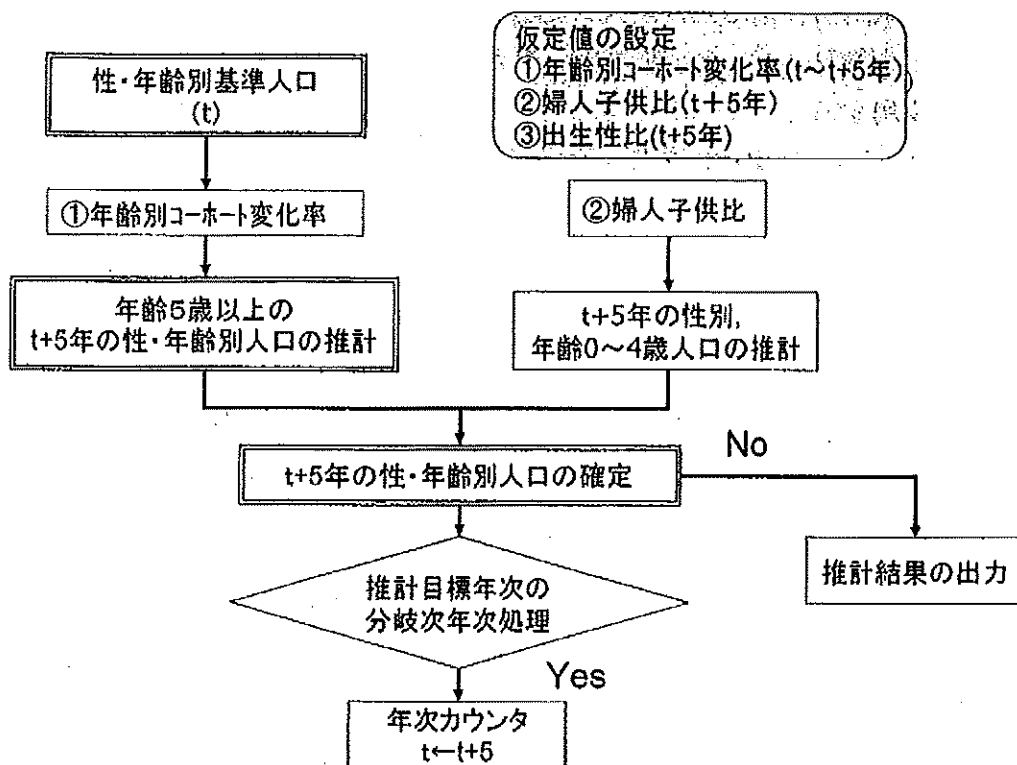 性・年齢別基準人口
(t)
仮定値の設定
①年齢別コーホート変化率(t～t+5年)
②婦人子供比(t+5年)
③出生性比(t+5年)
①年齢別コーホート変化率
②婦人子供比
年齢5歳以上の
t+5年の性・年齢別人口の推計
t+5年の性別,
年齢0～4歳人口の推計
t+5年の性・年齢別人口の確定
No
推計結果の出力
推計目標年次の
分岐次年次処理
Yes
年次カウンタ
t←t+5